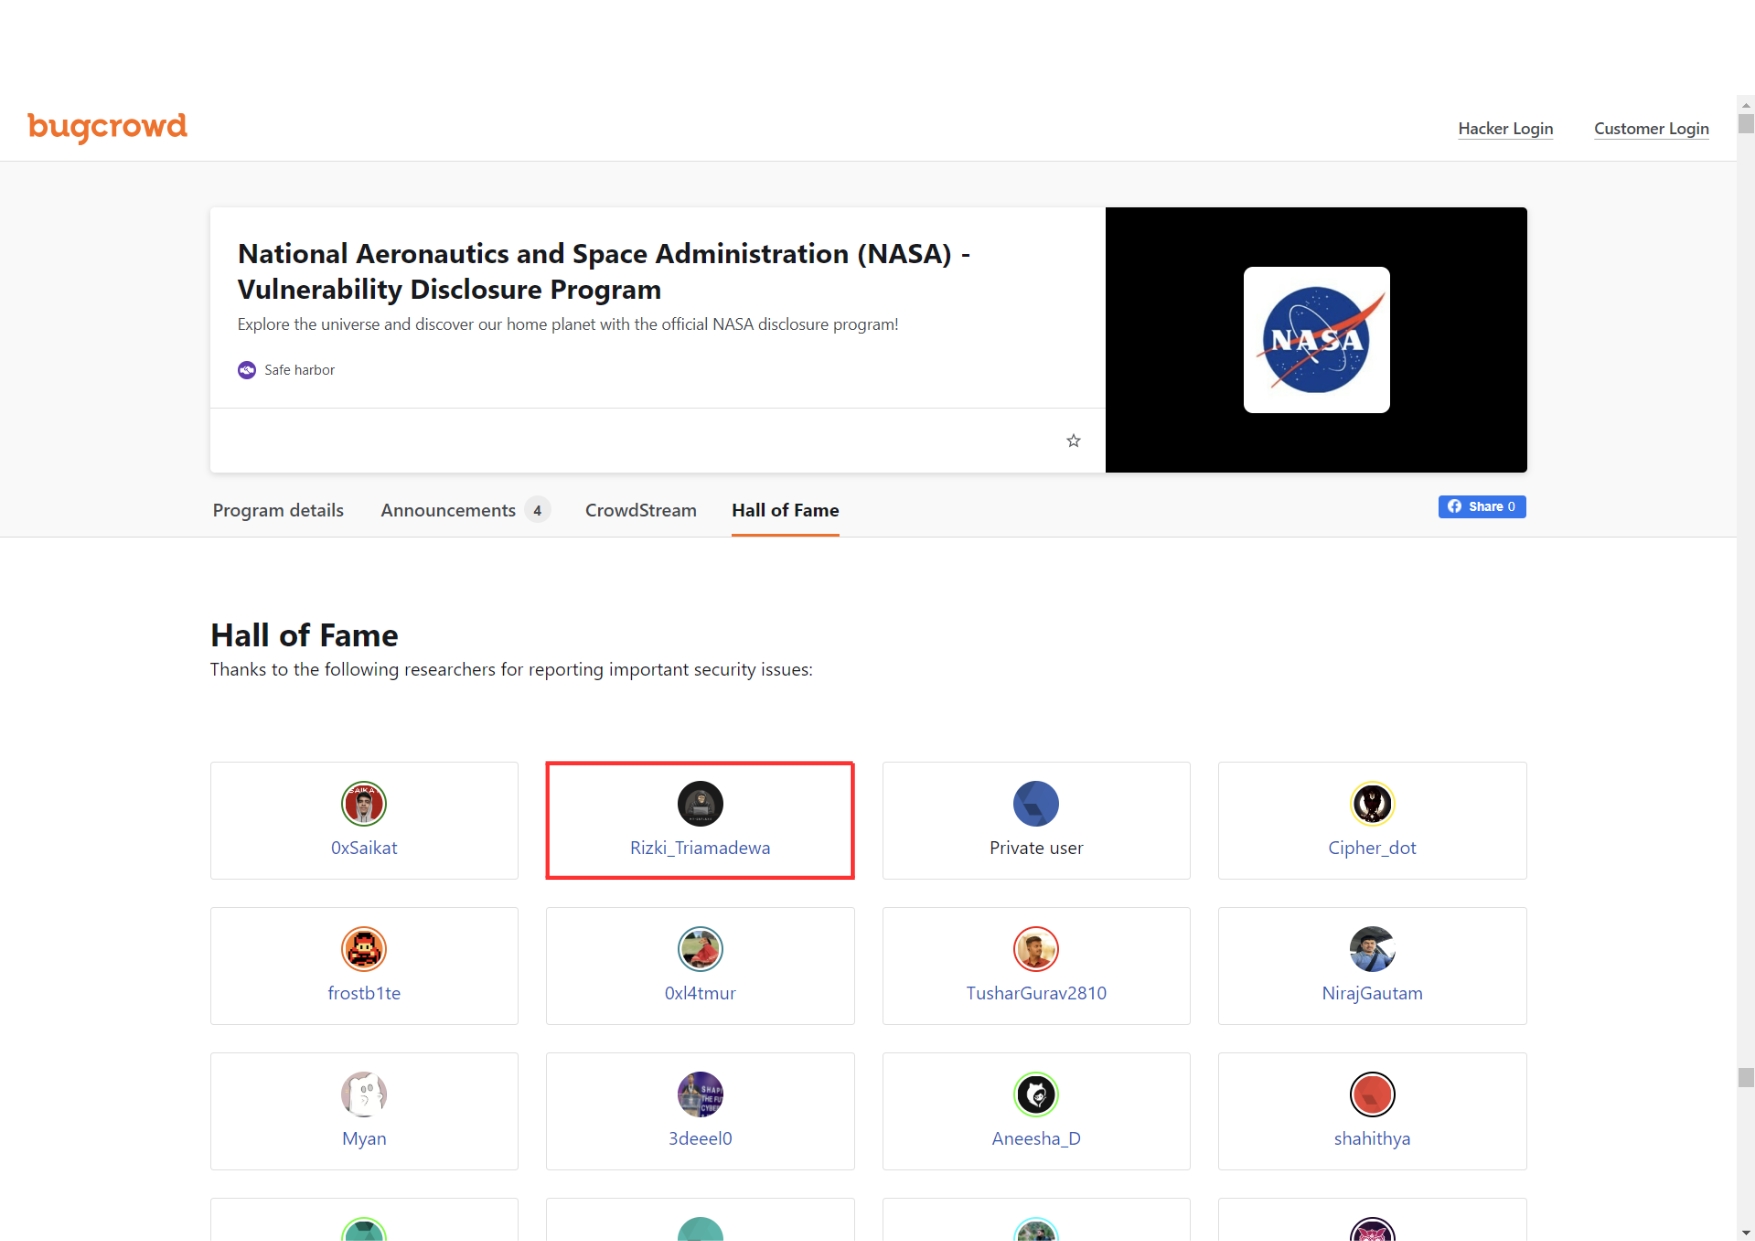 bugcrowd
Hacker Login
Customer Login
National Aeronautics and Space Administration (NASA) -
Vulnerability Disclosure Program
Explore the universe and discover our home planet with the official NASA disclosure program!
Safe harbor
NASA
Program details
Announcements 4
CrowdStream
Hall of Fame
Share 0
Hall of Fame
Thanks to the following researchers for reporting important security issues:
SAIKAT
0xSaikat
Rizki_Triamadewa
Private user
Cipher_dot
frostb1te
0xl4tmur
TusharGurav2810
NirajGautam
Myan
3deeel0
Aneesha_D
shahithya